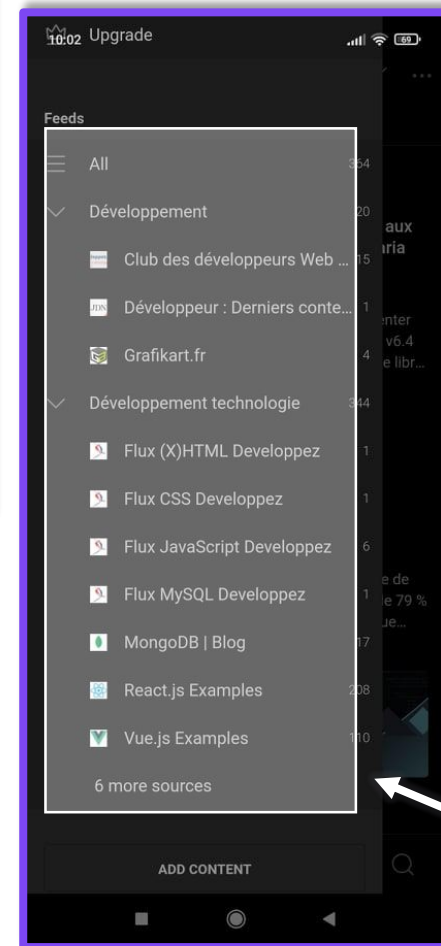 10:02 Upgrade 69
Feeds
All 364
Développement 20
aux
Club des développeurs Web ... 15
Développeur : Derniers conte... 1
enter
v6.4
Grafikart.fr 4
e libr...
Développement technologie 344
Flux (X)HTML Developpez 1
Flux CSS Developpez 1
Flux JavaScript Developpez 6
e de
Flux MySQL Developpez 1
e 79 %
ue...
MongoDB | Blog 17
React.js Examples 208
Vue.js Examples 110
6 more sources
ADD CONTENT